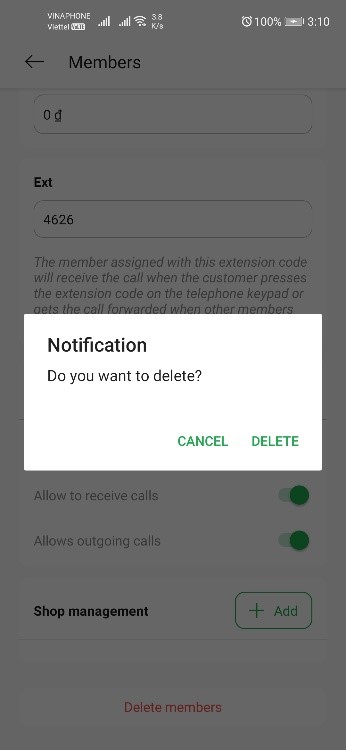 VINAPHONE
Viettel VoLTE
3.8
K/s
100%
3:10
Members
0 ₫
Ext
4626
The member assigned with this extension code
will receive the call when the customer presses
the extension code on the telephone keypad or
gets the call forwarded when other members
Notification
Do you want to delete?
CANCEL
DELETE
Allow to receive calls
Allows outgoing calls
Shop management
Add
Delete members